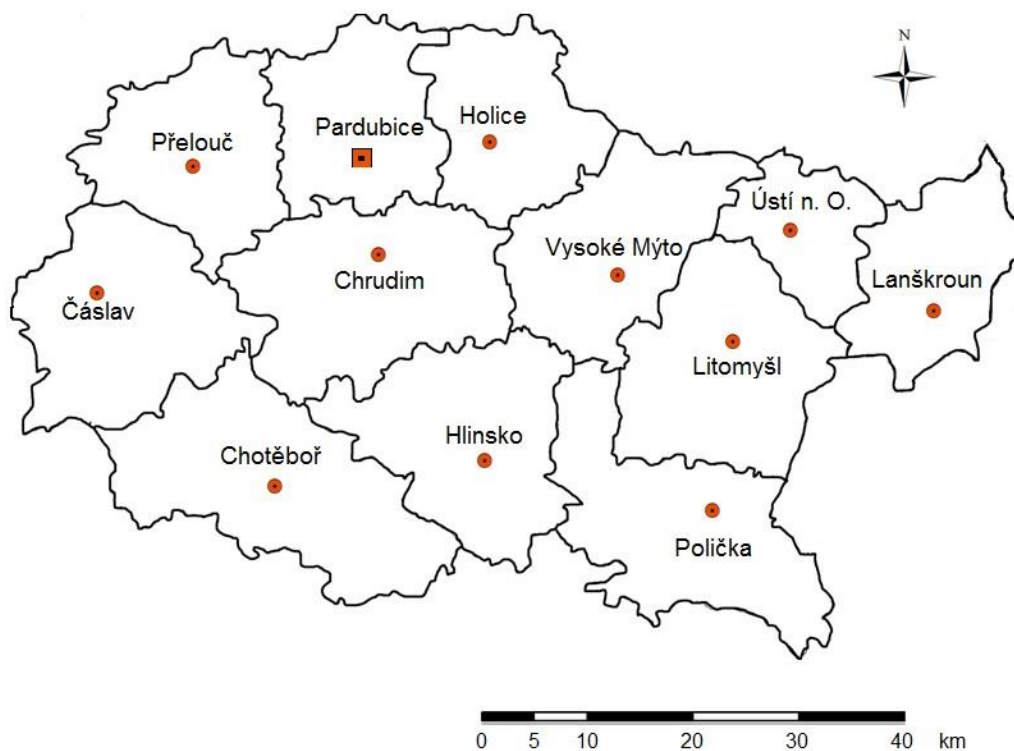 N
Holice
Pardubice
Přelouč
Ústí n. O.
Vysoké Mýto
Chrudim
Lanškroun
Čáslav
Litomyšl
Hlinsko
Chotěboř
Polička
0 5 10 20 30 40 km